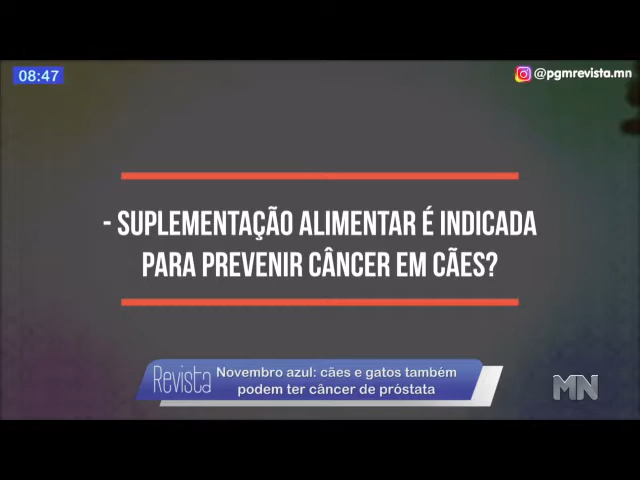 08:47
@pgmrevista.mn
- SUPLEMENTAÇÃO ALIMENTAR É INDICADA
PARA PREVENIR CÂNCER EM CÃES?
Revista
Novembro azul: cães e gatos também
podem ter câncer de próstata
MN